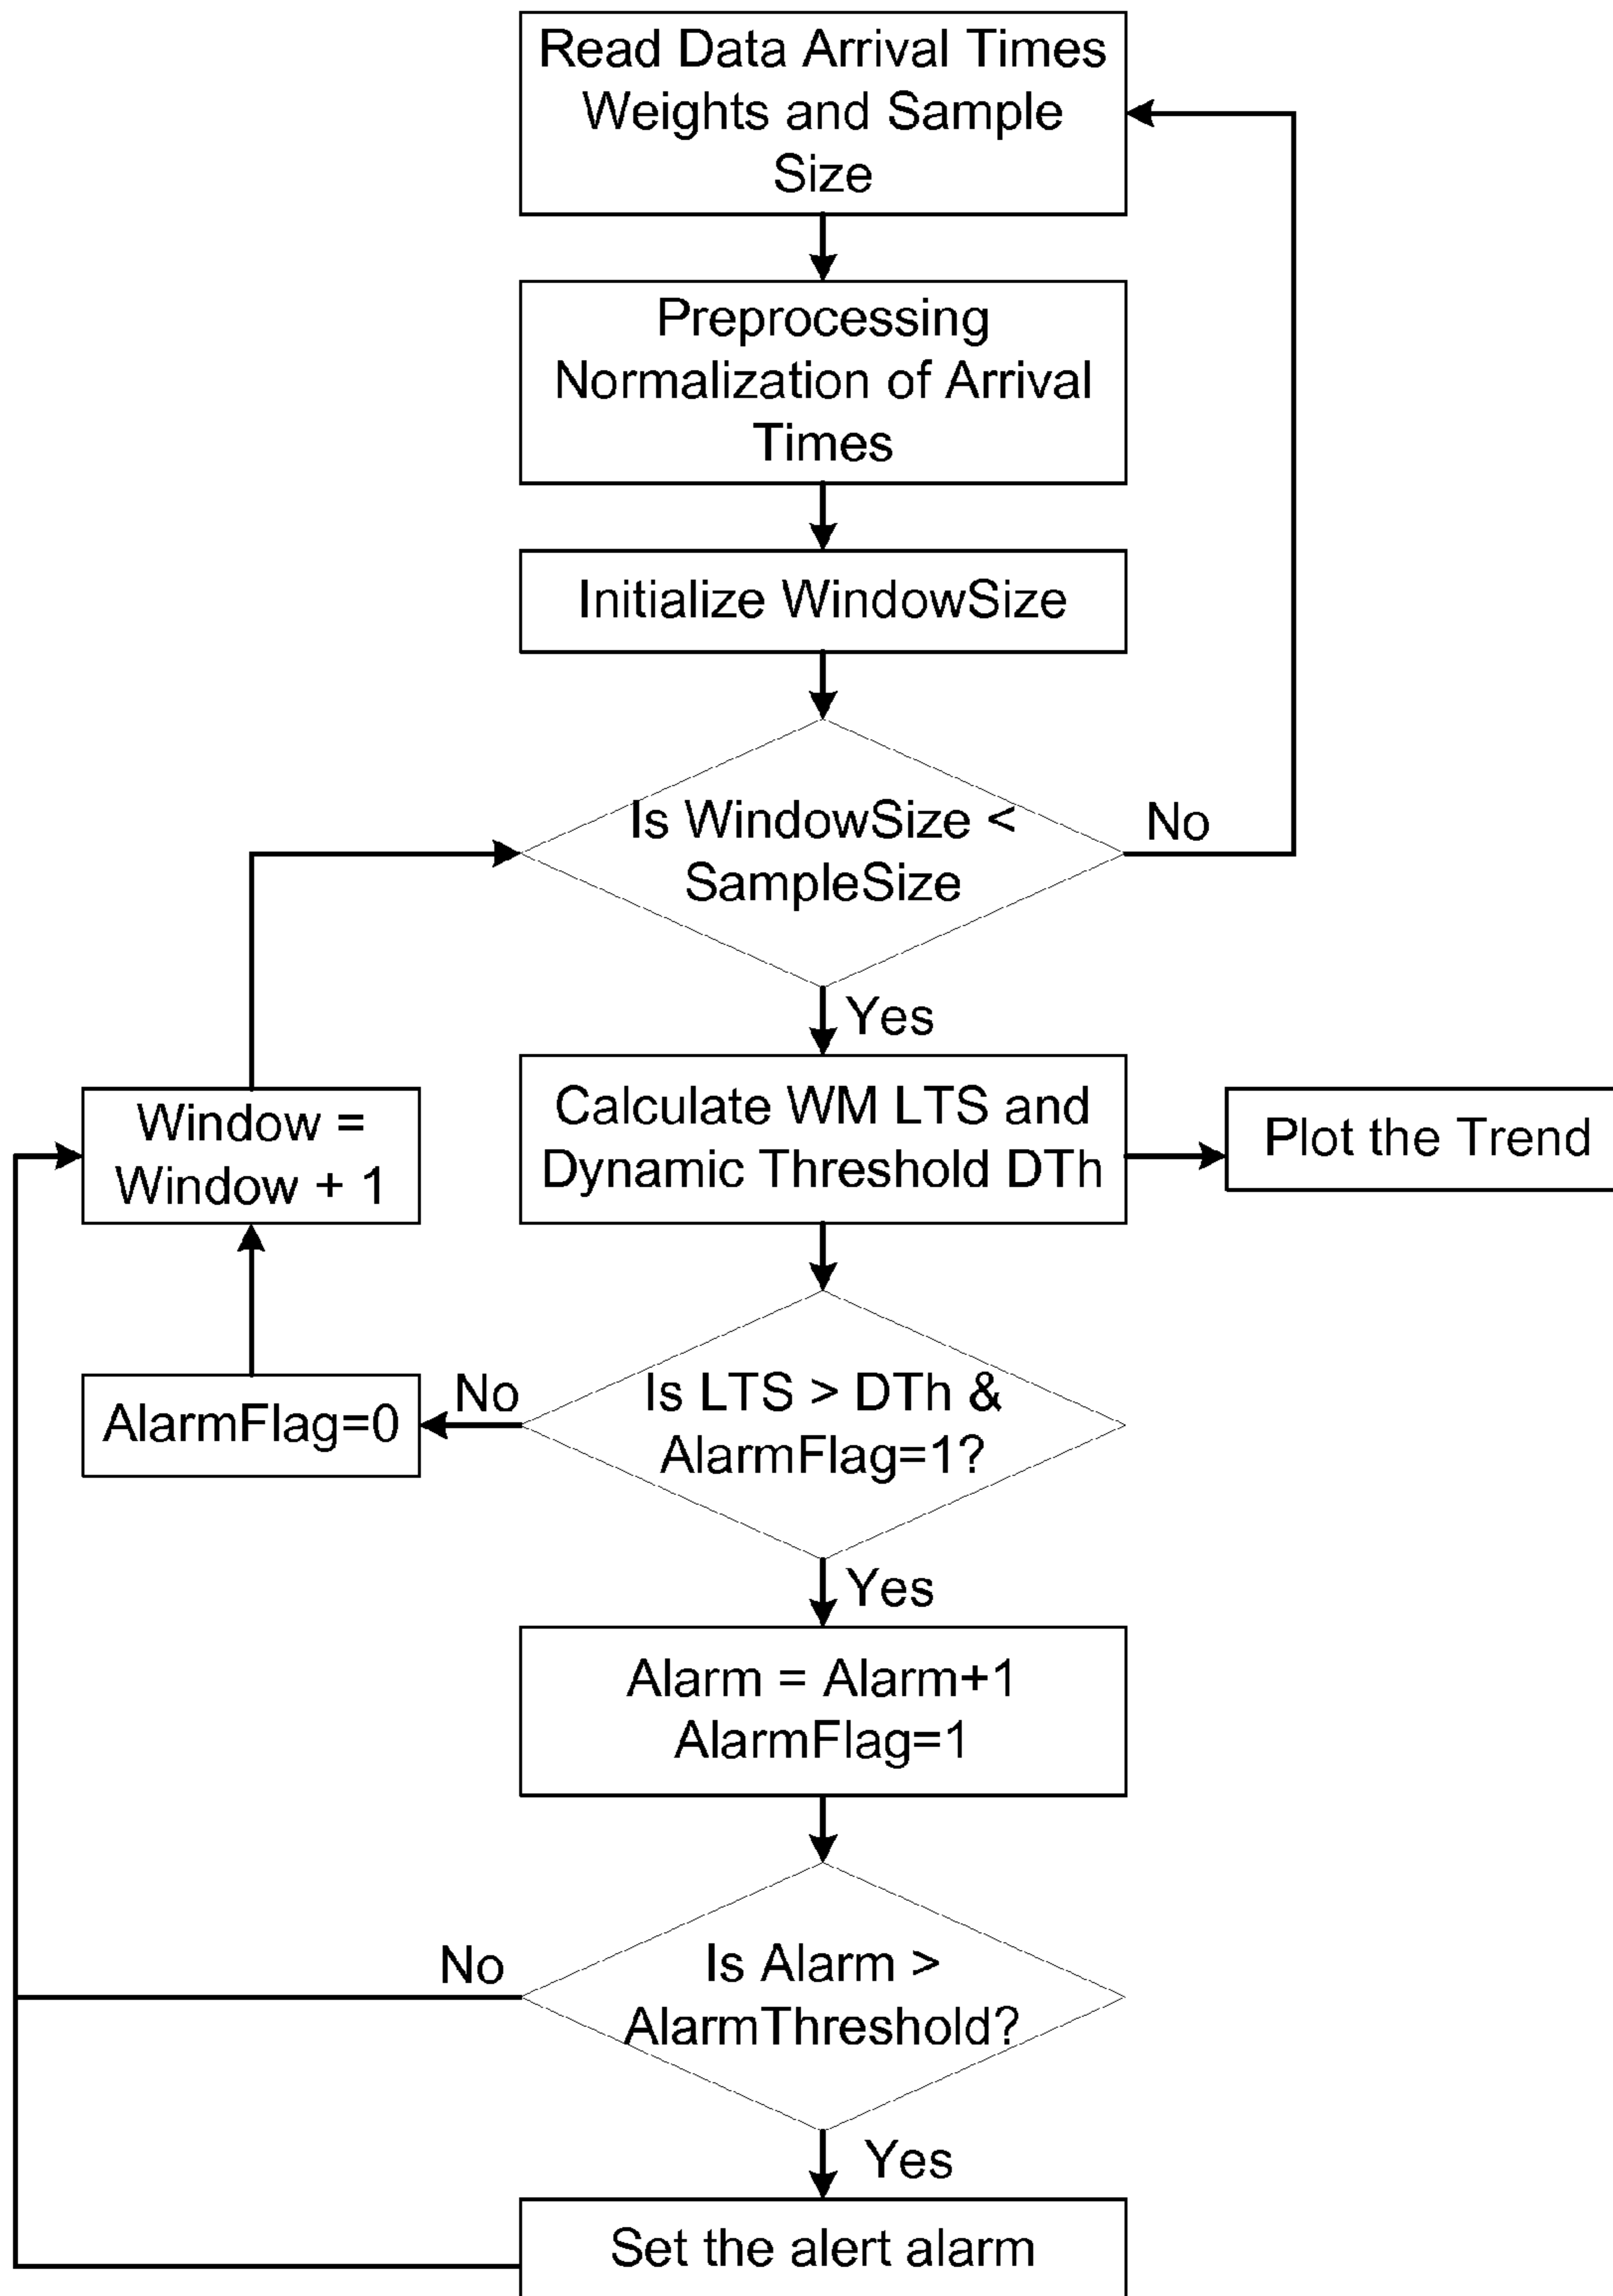 Read Data Arrival Times
Weights and Sample
Size
Preprocessing
Normalization of Arrival
Times
Initialize WindowSize
Is WindowSize <
SampleSize
No
Yes
Calculate WM LTS and
Dynamic Threshold DTh
Plot the Trend
Window =
Window + 1
Is LTS > DTh &
AlarmFlag=1?
No
AlarmFlag=0
Yes
Alarm = Alarm+1
AlarmFlag=1
Is Alarm >
AlarmThreshold?
No
Yes
Set the alert alarm